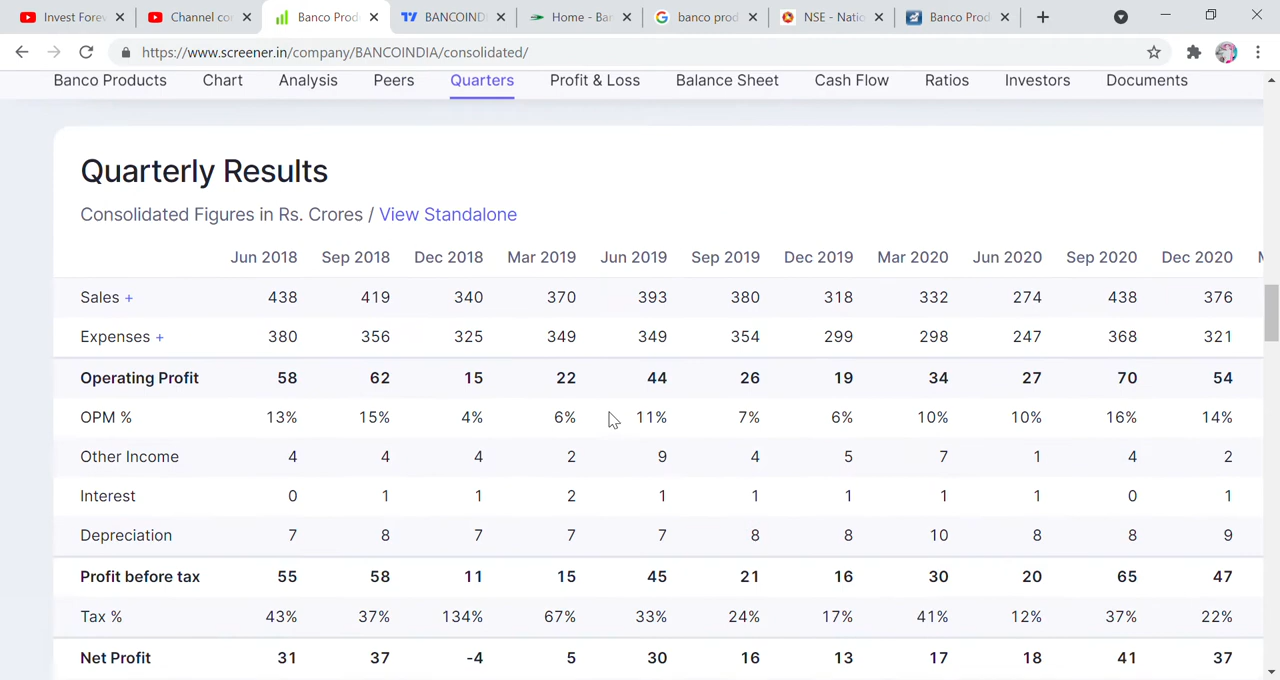 Invest Forev Channel co Banco Prod BANCOIND Home - Ban banco prod NSE - Natio Banco Prod
https://www.screener.in/company/BANCOINDIA/consolidated/
Banco Products Chart Analysis Peers Quarters Profit & Loss Balance Sheet Cash Flow Ratios Investors Documents
Quarterly Results
Consolidated Figures in Rs. Crores / View Standalone
Jun 2018 Sep 2018 Dec 2018 Mar 2019 Jun 2019 Sep 2019 Dec 2019 Mar 2020 Jun 2020 Sep 2020 Dec 2020 M
Sales + 438 419 340 370 393 380 318 332 274 438 376
Expenses + 380 356 325 349 349 354 299 298 247 368 321
Operating Profit 58 62 15 22 44 26 19 34 27 70 54
OPM % 13% 15% 4% 6% 11% 7% 6% 10% 10% 16% 14%
Other Income 4 4 4 2 9 4 5 7 1 4 2
Interest 0 1 1 2 1 1 1 1 1 0 1
Depreciation 7 8 7 7 7 8 8 10 8 8 9
Profit before tax 55 58 11 15 45 21 16 30 20 65 47
Tax % 43% 37% 134% 67% 33% 24% 17% 41% 12% 37% 22%
Net Profit 31 37 -4 5 30 16 13 17 18 41 37